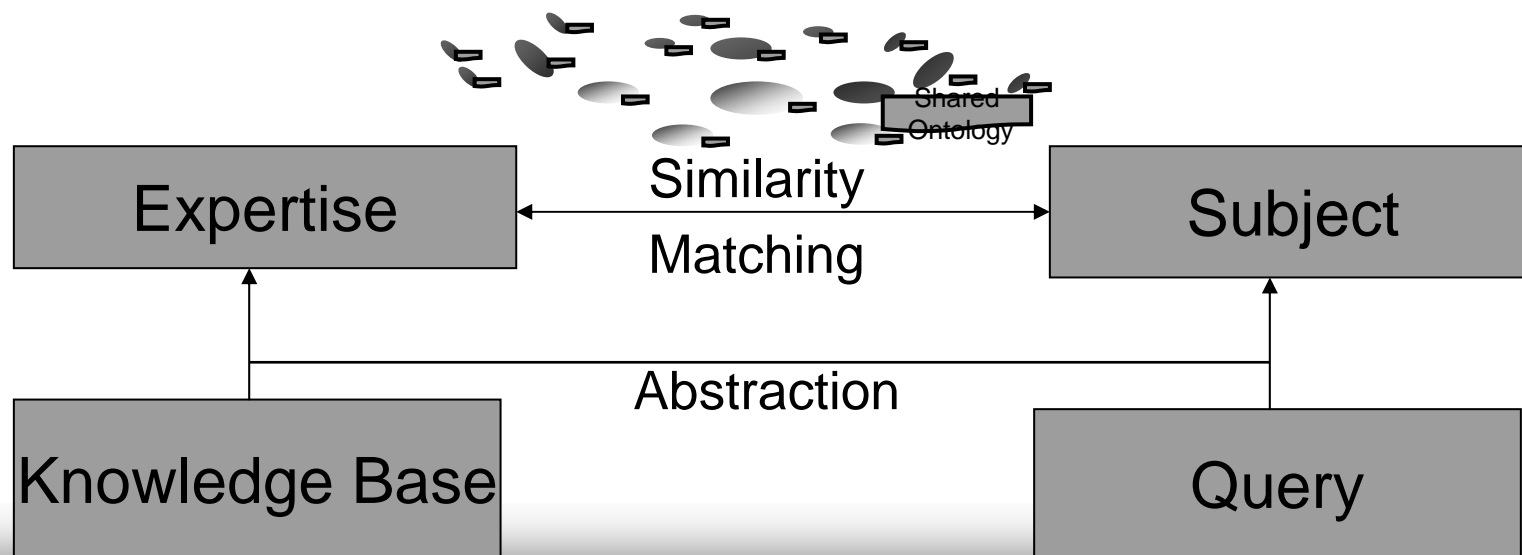 Shared
Ontology
Expertise
Similarity
Matching
Subject
Abstraction
Knowledge Base
Query